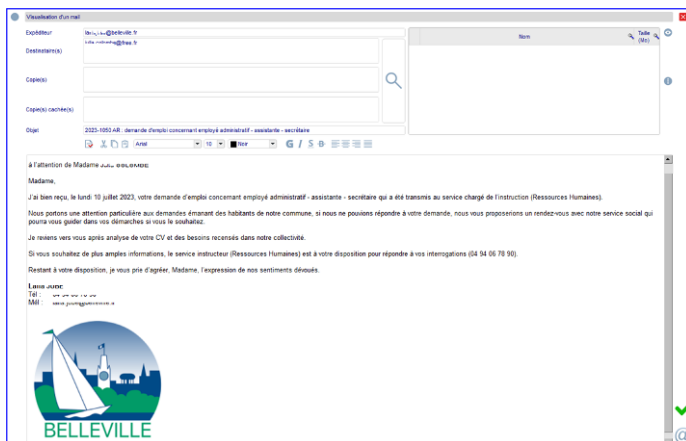 Visualisation d'un mail
Expéditeur
@belleville.fr
Destinataire(s)
@free.fr
Copie(s)
Copie(s) cachée(s)
Nom
Taille (Mo)
Objet
2023-1050 AR : demande d'emploi concernant employé administratif - assistante - secrétaire
Arial 10 Noir G I S
à l'attention de Madame
Madame,
J'ai bien reçu, le lundi 10 juillet 2023, votre demande d'emploi concernant employé administratif - assistante - secrétaire qui a été transmis au service chargé de l'instruction (Ressources Humaines).
Nous portons une attention particulière aux demandes émanant des habitants de notre commune, si nous ne pouvions répondre à votre demande, nous vous proposerions un rendez-vous avec notre service social qui
pourra vous guider dans vos démarches si vous le souhaitez.
Je reviens vers vous après analyse de votre CV et des besoins recensés dans notre collectivité.
Si vous souhaitez de plus amples informations, le service instructeur (Ressources Humaines) est à votre disposition pour répondre à vos interrogations (04 94 06 78 90).
Restant à votre disposition, je vous prie d'agréer, Madame, l'expression de nos sentiments dévoués.
Tél :
Mél :
BELLEVILLE